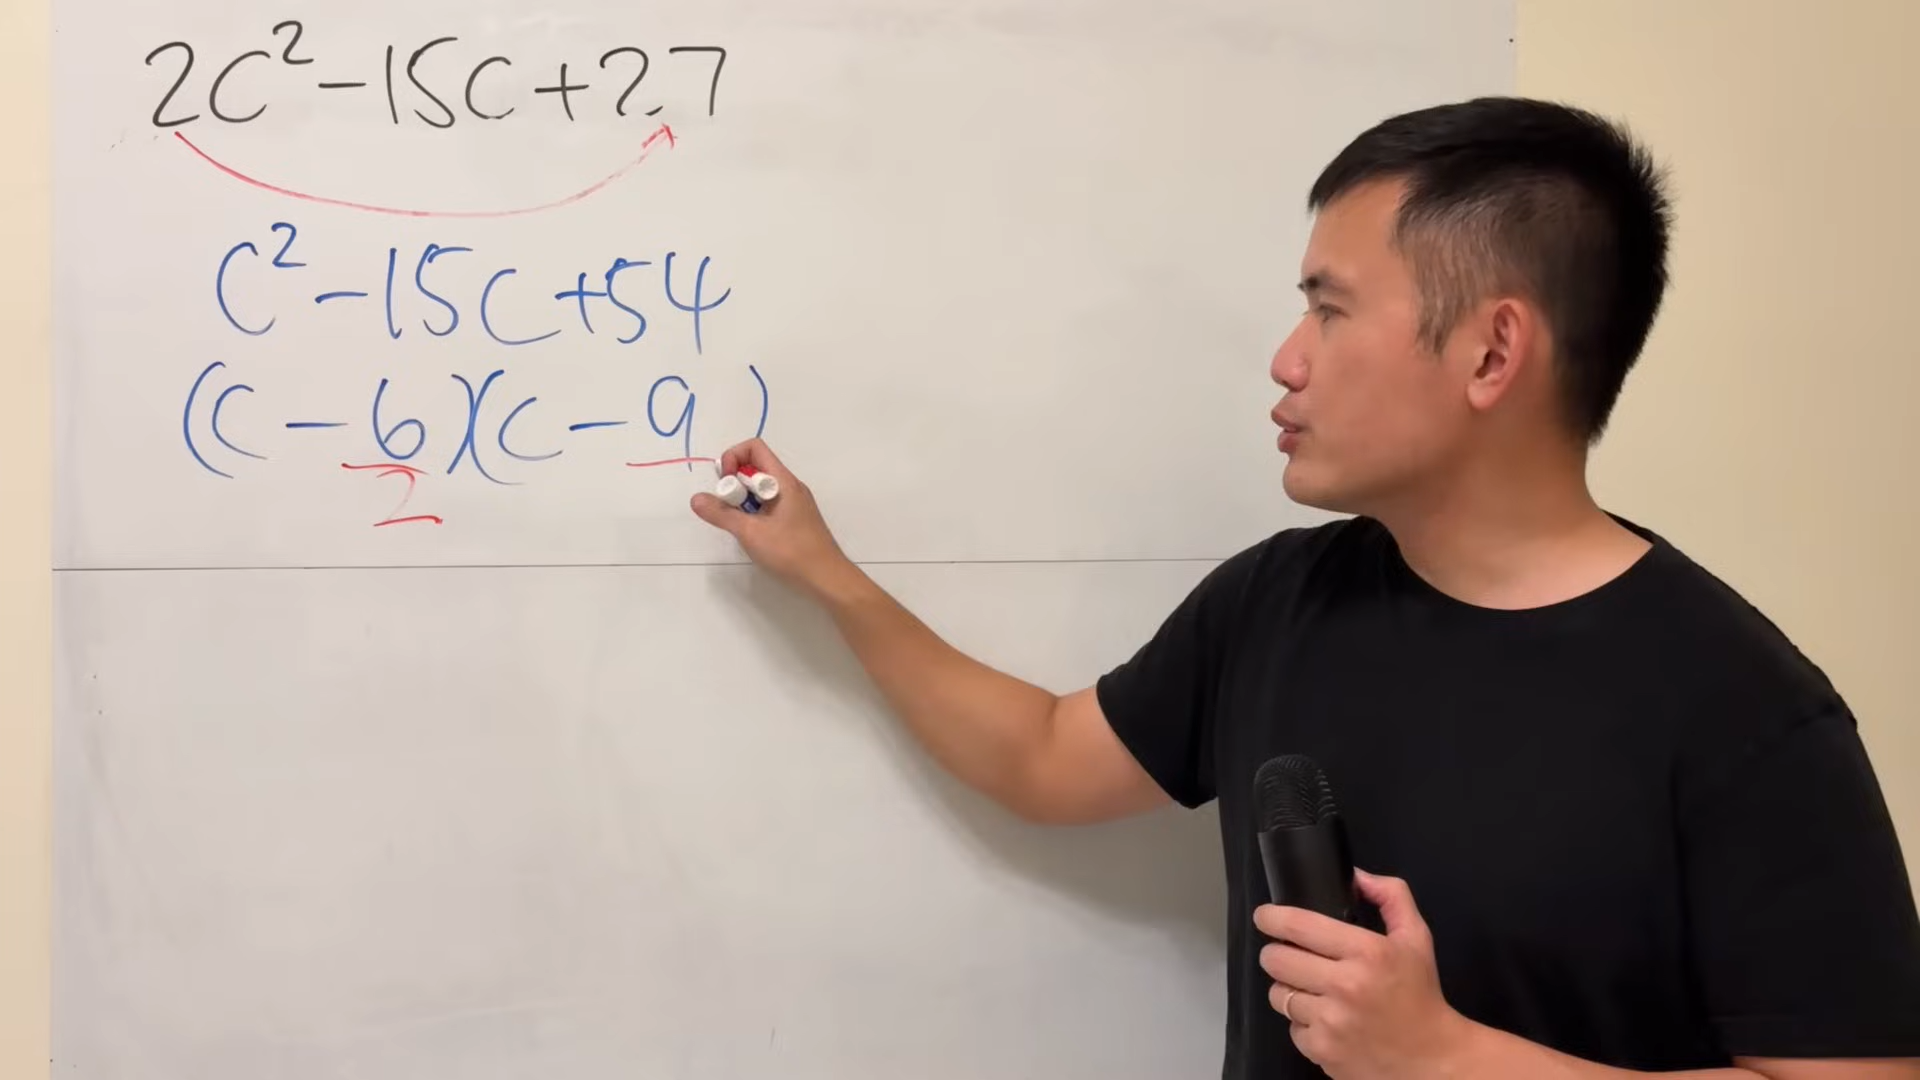 2C² - 15C + 27
C² - 15C + 54
(C - 6/2)(C - 9)